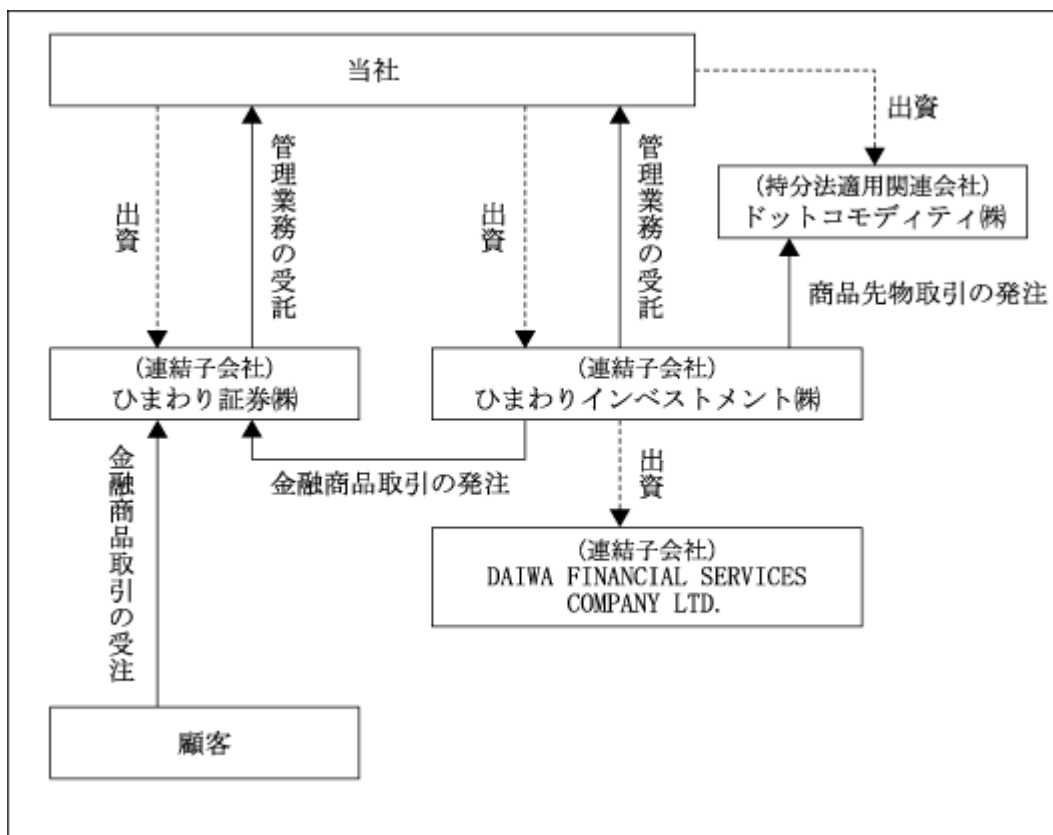 当社
出資
管理業務の受託
出資
管理業務の受託
出資
(持分法適用関連会社)
ドットコモディティ㈱
商品先物取引の発注
(連結子会社)
ひまわり証券㈱
(連結子会社)
ひまわりインベストメント㈱
金融商品取引の受注
金融商品取引の発注
出資
(連結子会社)
DAIWA FINANCIAL SERVICES
COMPANY LTD.
顧客